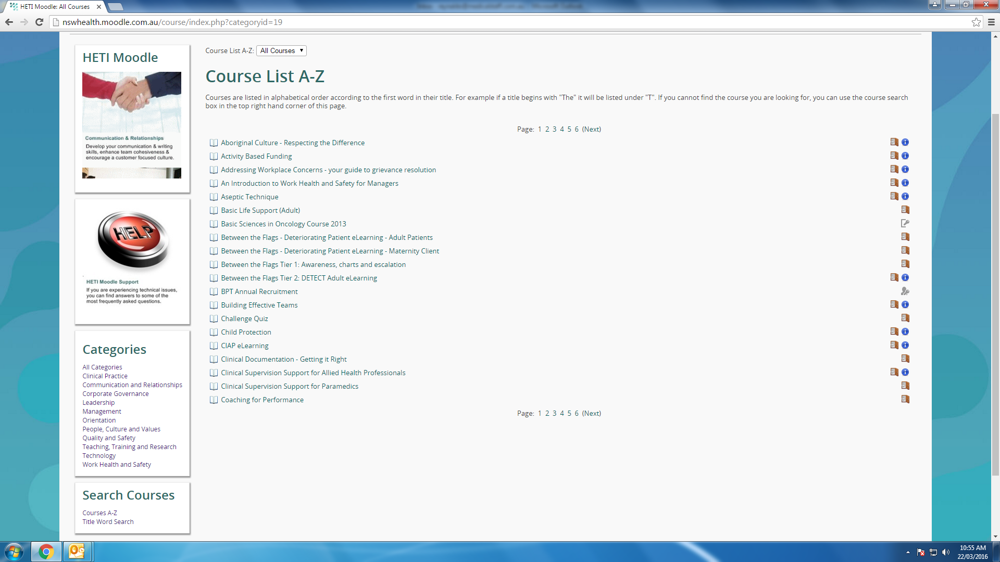 HETI Moodle: All Courses
nswhealth.moodle.com.au/course/index.php?categoryid=19
HETI Moodle
Communication & Relationships
Develop your communication & writing
skills, enhance team cohesiveness &
encourage a customer focused culture.
HELP
HETI Moodle Support
If you are experiencing technical issues,
you can find answers to some of the
most frequently asked questions.
Categories
All Categories
Clinical Practice
Communication and Relationships
Corporate Governance
Leadership
Management
Orientation
People, Culture and Values
Quality and Safety
Teaching, Training and Research
Technology
Work Health and Safety
Search Courses
Courses A-Z
Title Word Search
Course List A-Z: All Courses
Course List A-Z
Courses are listed in alphabetical order according to the first word in their title. For example if a title begins with "The" it will be listed under "T". If you cannot find the course you are looking for, you can use the course search
box in the top right hand corner of this page.
Page: 1 2 3 4 5 6 (Next)
Aboriginal Culture - Respecting the Difference
Activity Based Funding
Addressing Workplace Concerns - your guide to grievance resolution
An Introduction to Work Health and Safety for Managers
Aseptic Technique
Basic Life Support (Adult)
Basic Sciences in Oncology Course 2013
Between the Flags - Deteriorating Patient eLearning - Adult Patients
Between the Flags - Deteriorating Patient eLearning - Maternity Client
Between the Flags Tier 1: Awareness, charts and escalation
Between the Flags Tier 2: DETECT Adult eLearning
BPT Annual Recruitment
Building Effective Teams
Challenge Quiz
Child Protection
CIAP eLearning
Clinical Documentation - Getting it Right
Clinical Supervision Support for Allied Health Professionals
Clinical Supervision Support for Paramedics
Coaching for Performance
Page: 1 2 3 4 5 6 (Next)
10:55 AM
22/03/2016